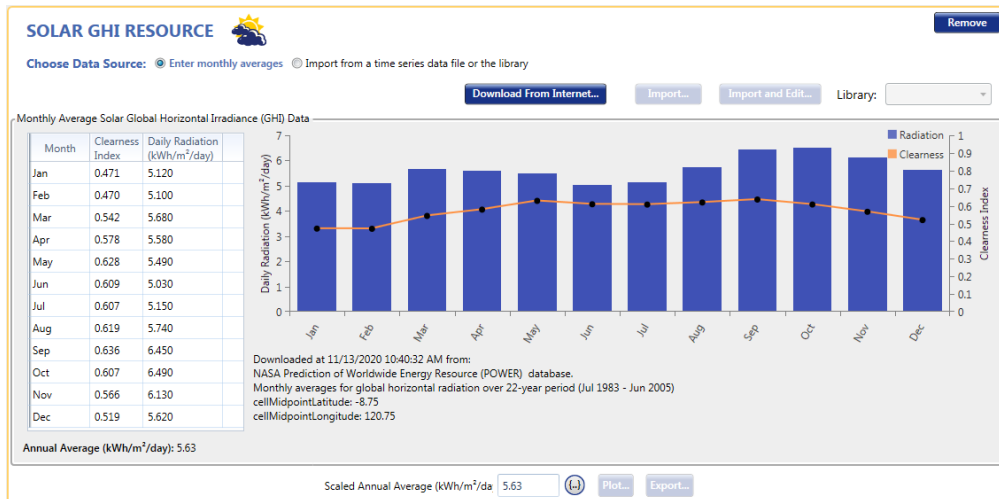 SOLAR GHI RESOURCE
Remove
Choose Data Source: Enter monthly averages Import from a time series data file or the library
Download From Internet... Import... Import and Edit... Library:
Monthly Average Solar Global Horizontal Irradiance (GHI) Data
Month Clearness Index Daily Radiation (kWh/m²/day)
Jan 0.471 5.120
Feb 0.470 5.100
Mar 0.542 5.680
Apr 0.578 5.580
May 0.628 5.490
Jun 0.609 5.030
Jul 0.607 5.150
Aug 0.619 5.740
Sep 0.636 6.450
Oct 0.607 6.490
Nov 0.566 6.130
Dec 0.519 5.620
Daily Radiation (kWh/m²/day)
7
6
5
4
3
2
1
0
Radiation
Clearness
1
0.9
0.8
0.7
0.6
0.5
0.4
0.3
0.2
0.1
0
Clearness Index
Jan Feb Mar Apr May Jun Jul Aug Sep Oct Nov Dec
Downloaded at 11/13/2020 10:40:32 AM from:
NASA Prediction of Worldwide Energy Resource (POWER) database.
Monthly averages for global horizontal radiation over 22-year period (Jul 1983 - Jun 2005)
cellMidpointLatitude: -8.75
cellMidpointLongitude: 120.75
Annual Average (kWh/m²/day): 5.63
Scaled Annual Average (kWh/m²/da 5.63 {..} Plot... Export...